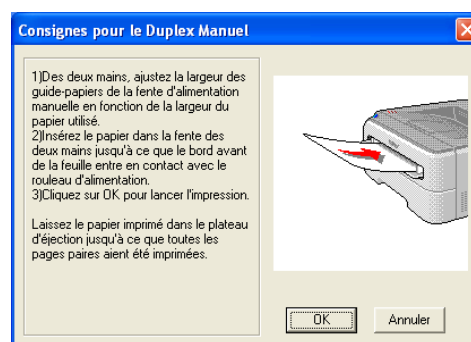 Consignes pour le Duplex Manuel
1)Des deux mains, ajustez la largeur des
guide-papiers de la fente d'alimentation
manuelle en fonction de la largeur du
papier utilisé.
2)Insérez le papier dans la fente des
deux mains jusqu'à ce que le bord avant
de la feuille entre en contact avec le
rouleau d'alimentation.
3)Cliquez sur OK pour lancer l'impression.
Laissez le papier imprimé dans le plateau
d'éjection jusqu'à ce que toutes les
pages paires aient été imprimées.
OK
Annuler